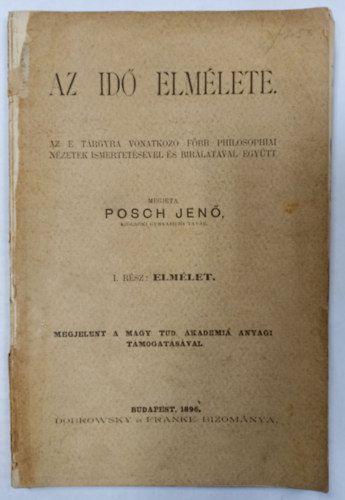 AZ IDŐ ELMÉLETE.
AZ E TÁRGYRA VONATKOZÓ FŐBB PHILOSOPHIAI
NÉZETEK ISMERTETÉSÉVEL ÉS BIRÁLATÁVAL EGYÜTT
MEGIRTA
POSCH JENŐ,
I. RÉSZ: ELMÉLET.
MEGJELENT A MAGY TUD. AKADEMIA ANYAGI
TÁMOGATÁSÁVAL
BUDAPEST, 1896.
DOBROWSKY és FRANKE, BIZOMÁNYA.